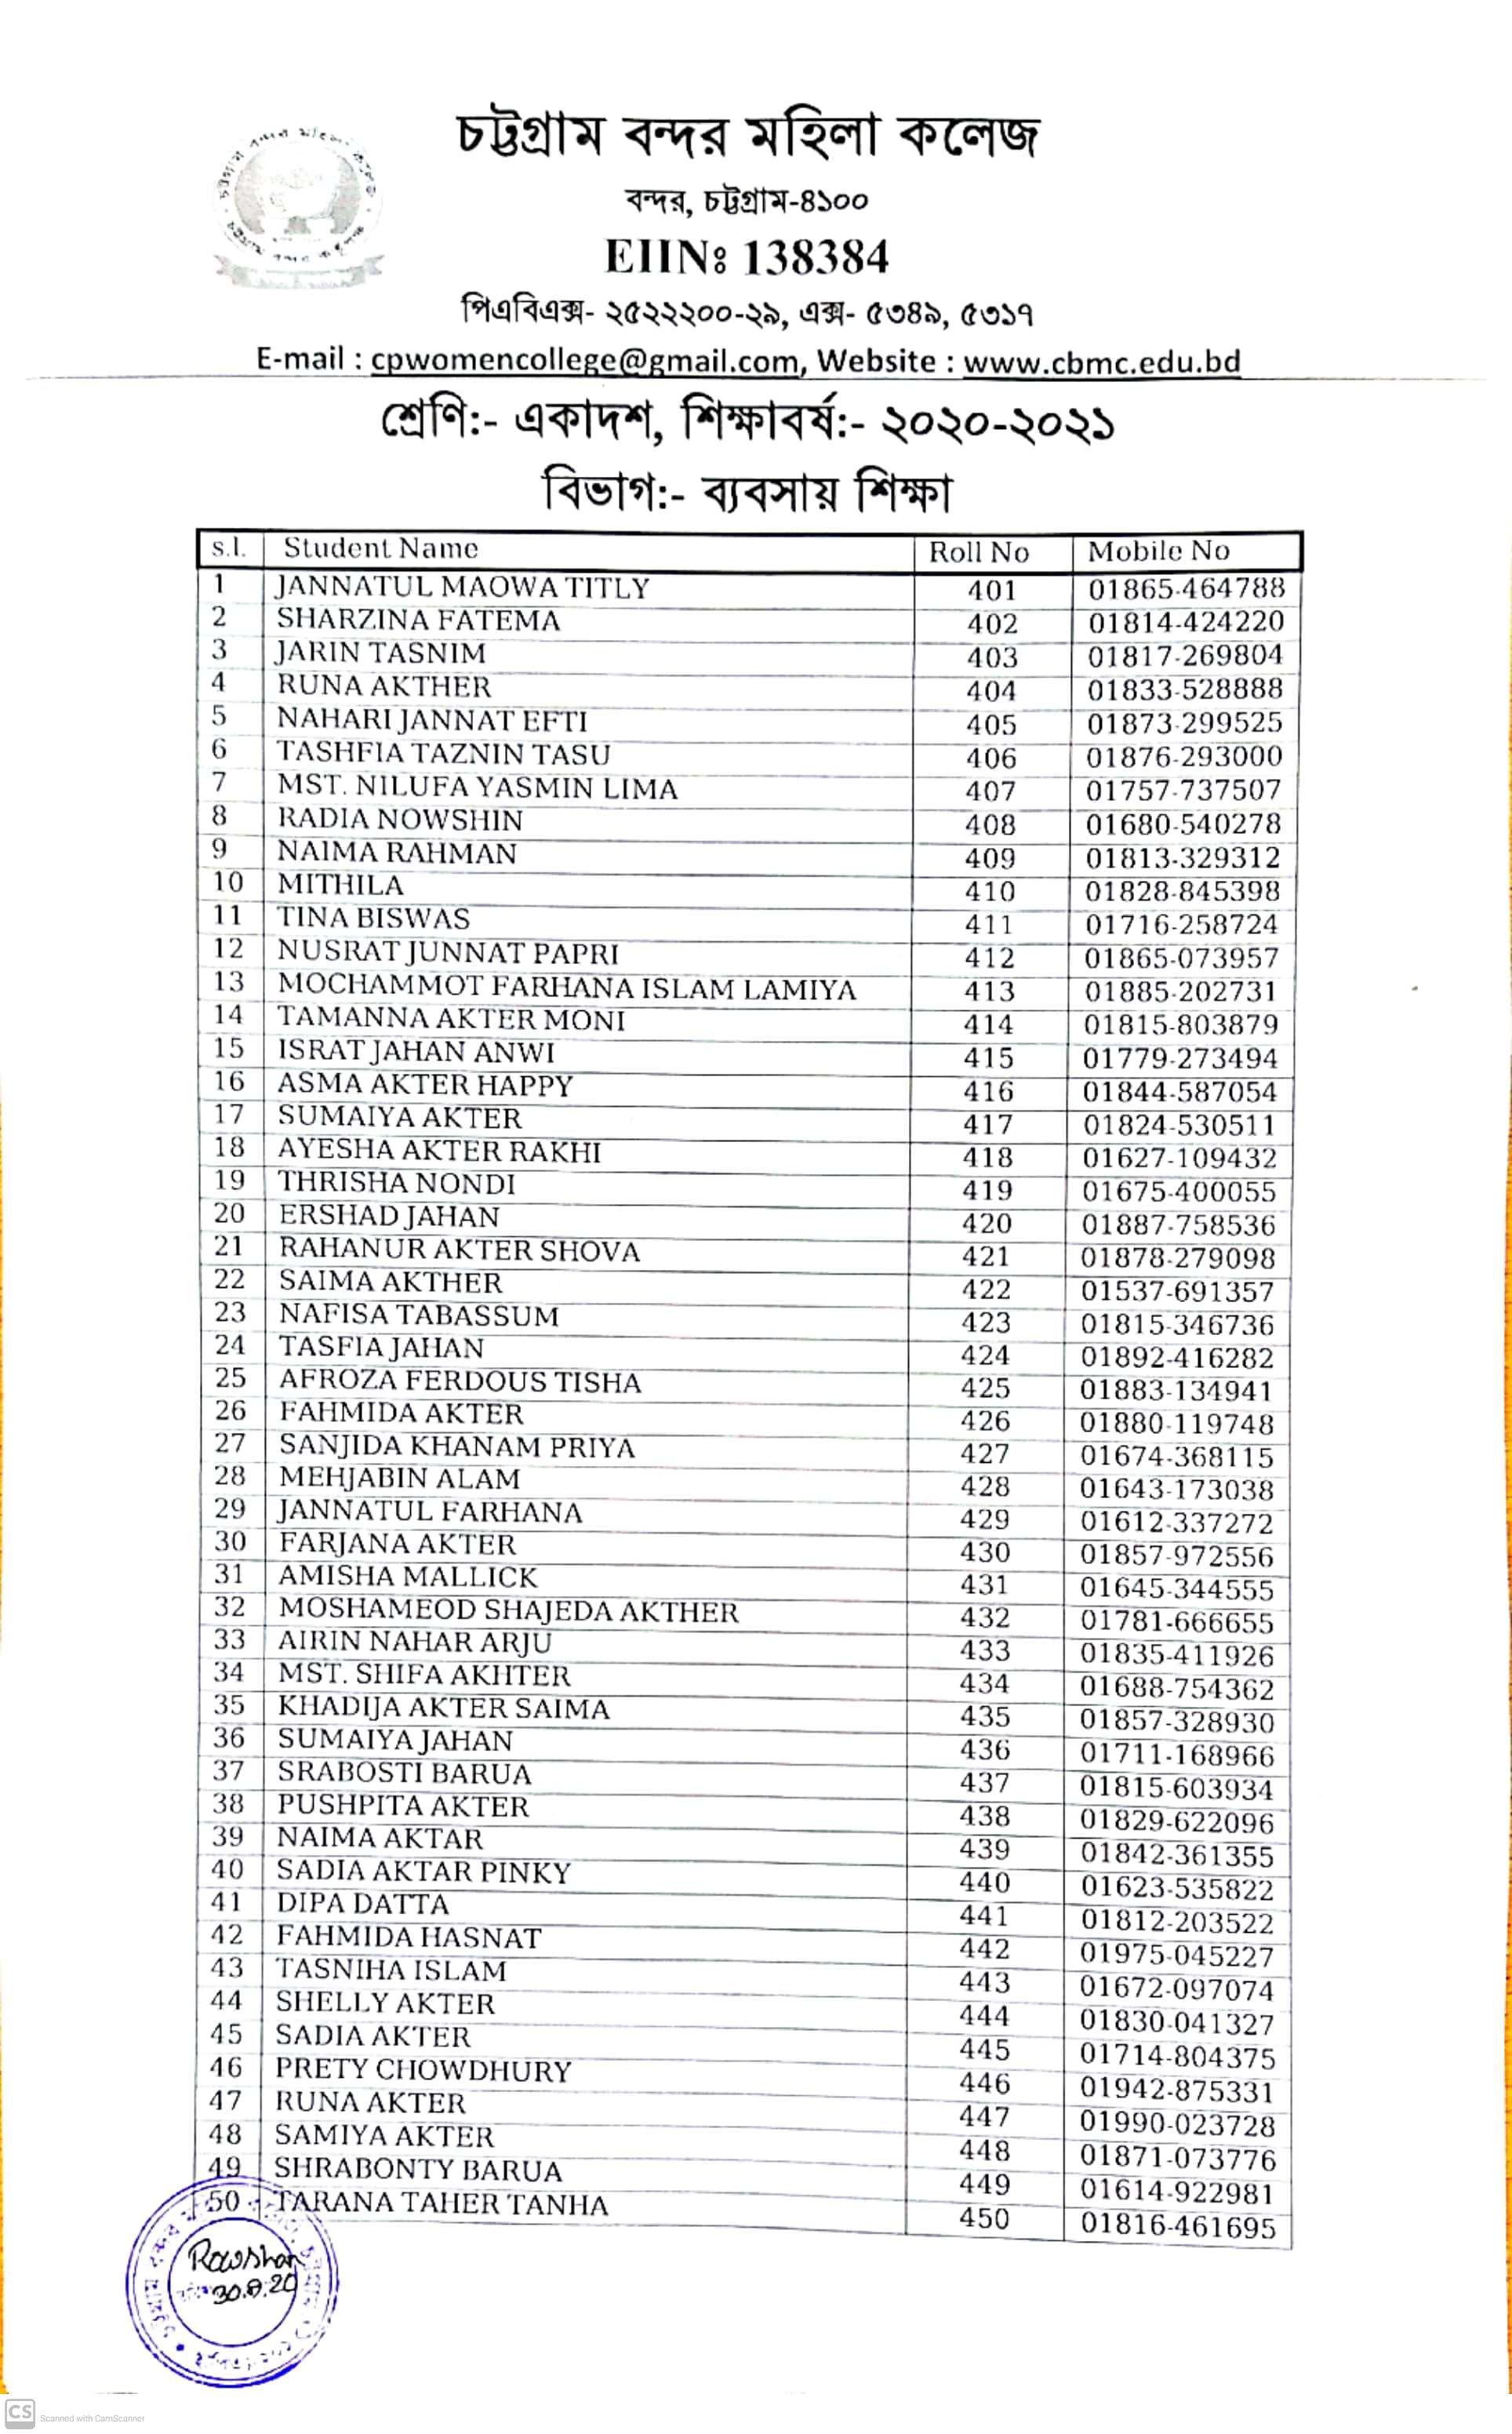 চট্টগ্রাম বন্দর মহিলা কলেজ
বন্দর, চট্টগ্রাম-৪১০০
EIINঃ 138384
পিএবিএক্স- ২৫২২২০০-২৯, এক্স- ৫৩৪৯, ৫৩১৭
E-mail : cpwomencollege@gmail.com, Website : www.cbmc.edu.bd
শ্রেণি:- একাদশ, শিক্ষাবর্ষ:- ২০২০-২০২১
বিভাগ:- ব্যবসায় শিক্ষা
s.l. Student Name Roll No Mobile No
1 JANNATUL MAOWA TITLY 401 01865-464788
2 SHARZINA FATEMA 402 01814-424220
3 JARIN TASNIM 403 01817-269804
4 RUNA AKTHER 404 01833-528888
5 NAHARI JANNAT EFTI 405 01873-299525
6 TASHFIA TAZNIN TASU 406 01876-293000
7 MST. NILUFA YASMIN LIMA 407 01757-737507
8 RADIA NOWSHIN 408 01680-540278
9 NAIMA RAHMAN 409 01813-329312
10 MITHILA 410 01828-845398
11 TINA BISWAS 411 01716-258724
12 NUSRAT JUNNAT PAPRI 412 01865-073957
13 MOCHAMMOT FARHANA ISLAM LAMIYA 413 01885-202731
14 TAMANNA AKTER MONI 414 01815-803879
15 ISRAT JAHAN ANWI 415 01779-273494
16 ASMA AKTER HAPPY 416 01844-587054
17 SUMAIYA AKTER 417 01824-530511
18 AYESHA AKTER RAKHI 418 01627-109432
19 THRISHA NONDI 419 01675-400055
20 ERSHAD JAHAN 420 01887-758536
21 RAHANUR AKTER SHOVA 421 01878-279098
22 SAIMA AKTHER 422 01537-691357
23 NAFISA TABASSUM 423 01815-346736
24 TASFIA JAHAN 424 01892-416282
25 AFROZA FERDOUS TISHA 425 01883-134941
26 FAHMIDA AKTER 426 01880-119748
27 SANJIDA KHANAM PRIYA 427 01674-368115
28 MEHJABIN ALAM 428 01643-173038
29 JANNATUL FARHANA 429 01612-337272
30 FARJANA AKTER 430 01857-972556
31 AMISHA MALLICK 431 01645-344555
32 MOSHAMEOD SHAJEDA AKTHER 432 01781-666655
33 AIRIN NAHAR ARJU 433 01835-411926
34 MST. SHIFA AKHTER 434 01688-754362
35 KHADIJA AKTER SAIMA 435 01857-328930
36 SUMAIYA JAHAN 436 01711-168966
37 SRABOSTI BARUA 437 01815-603934
38 PUSHPITA AKTER 438 01829-622096
39 NAIMA AKTAR 439 01842-361355
40 SADIA AKTAR PINKY 440 01623-535822
41 DIPA DATTA 441 01812-203522
42 FAHMIDA HASNAT 442 01975-045227
43 TASNIHA ISLAM 443 01672-097074
44 SHELLY AKTER 444 01830-041327
45 SADIA AKTER 445 01714-804375
46 PRETY CHOWDHURY 446 01942-875331
47 RUNA AKTER 447 01990-023728
48 SAMIYA AKTER 448 01871-073776
49 SHRABONTY BARUA 449 01614-922981
50 TARANA TAHER TANHA 450 01816-461695
Rowshan
30.9.20
CS Scanned with CamScanner